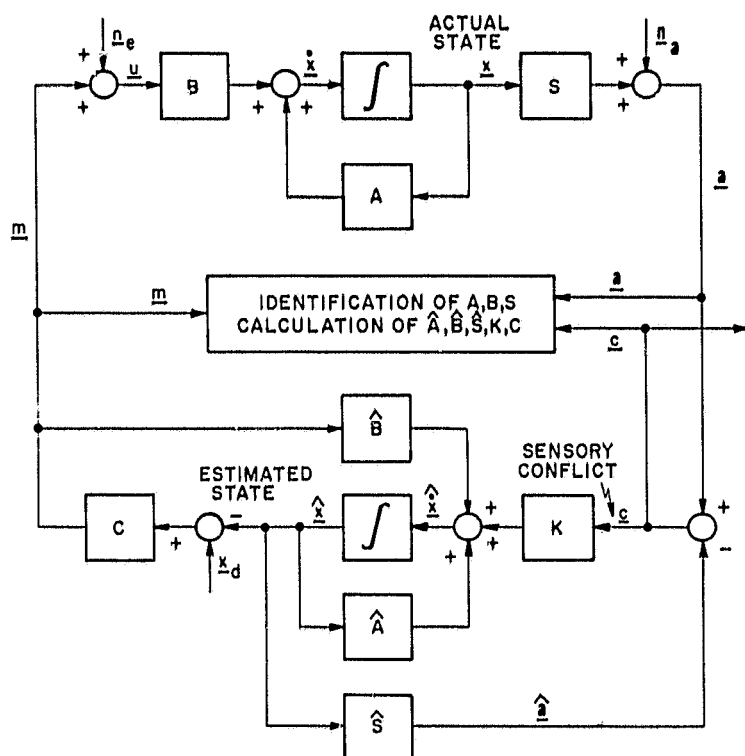 ACTUAL
STATE
n_e
+
+
u
B
+
+
ẋ
∫
x
S
+
+
n_a
A
a
m
m
IDENTIFICATION OF A,B,S
CALCULATION OF Â,B̂,Ŝ,K,C
a
c
B̂
ESTIMATED
STATE
SENSORY
CONFLICT
C
+
−
x̂
∫
x̂̇
+
+
+
K
c
+
−
x_d
Â
Ŝ
â